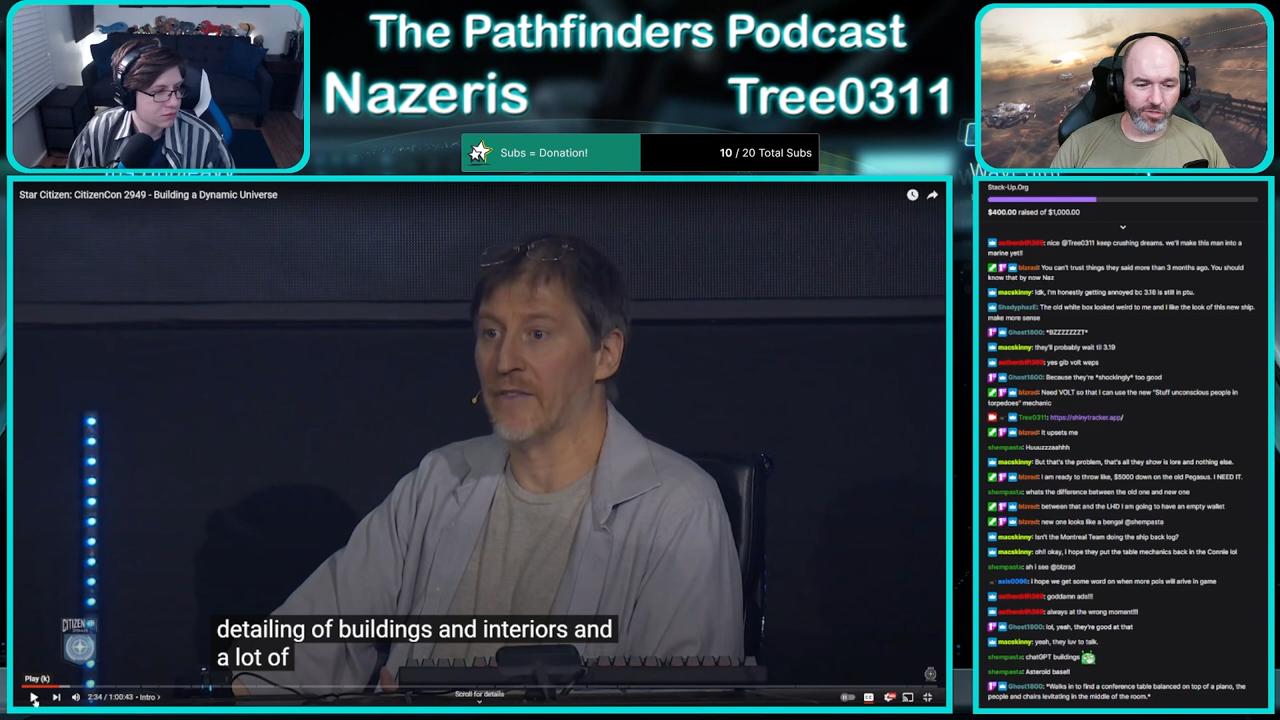 The Pathfinders Podcast
Nazeris
Tree0311
Subs = Donation!
10 / 20 Total Subs
Star Citizen: CitizenCon 2949 - Building a Dynamic Universe
detailing of buildings and interiors and
a lot of
CITIZEN
Play (k)
2:34 / 1:00:43 • Intro ›
Scroll for details
Stack-Up.Org
$400.00 raised of $1,000.00
nice @Tree0311 keep crushing dreams. we'll make this man into a
marine yet!!
blzrad: You can't trust things they said more than 3 months ago. You should
know that by now Naz
macskinny: Idk, I'm honestly getting annoyed bc 3.18 is still in ptu.
ShadyphazE: The old white box looked weird to me and I like the look of this new ship.
make more sense
Ghost1800: *BZZZZZZZT*
macskinny: they'll probably wait til 3.19
yes gib volt weps
Ghost1800: Because they're *shockingly* too good
blzrad: Need VOLT so that I can use the new "Stuff unconscious people in
torpedoes" mechanic
Tree0311: https://shinytracker.app/
blzrad: It upsets me
shempasta: Huuuzzzaahhh
macskinny: But that's the problem, that's all they show is lore and nothing else.
blzrad: I am ready to throw like, $5000 down on the old Pegasus. I NEED IT.
shempasta: whats the difference between the old one and new one
blzrad: between that and the LHD I am going to have an empty wallet
blzrad: new one looks like a bengal @shempasta
macskinny: Isn't the Montreal Team doing the ship back log?
macskinny: oh!! okay, i hope they put the table mechanics back in the Connie lol
shempasta: ah i see @blzrad
axis0096: i hope we get some word on when more pois will arive in game
goddamn ads!!!
always at the wrong moment!!!
Ghost1800: lol, yeah, they're good at that
macskinny: yeah, they luv to talk.
shempasta: chatGPT buildings
shempasta: Asteroid base!!
Ghost1800: *Walks in to find a conference table balanced on top of a piano, the
people and chairs levitating in the middle of the room.*